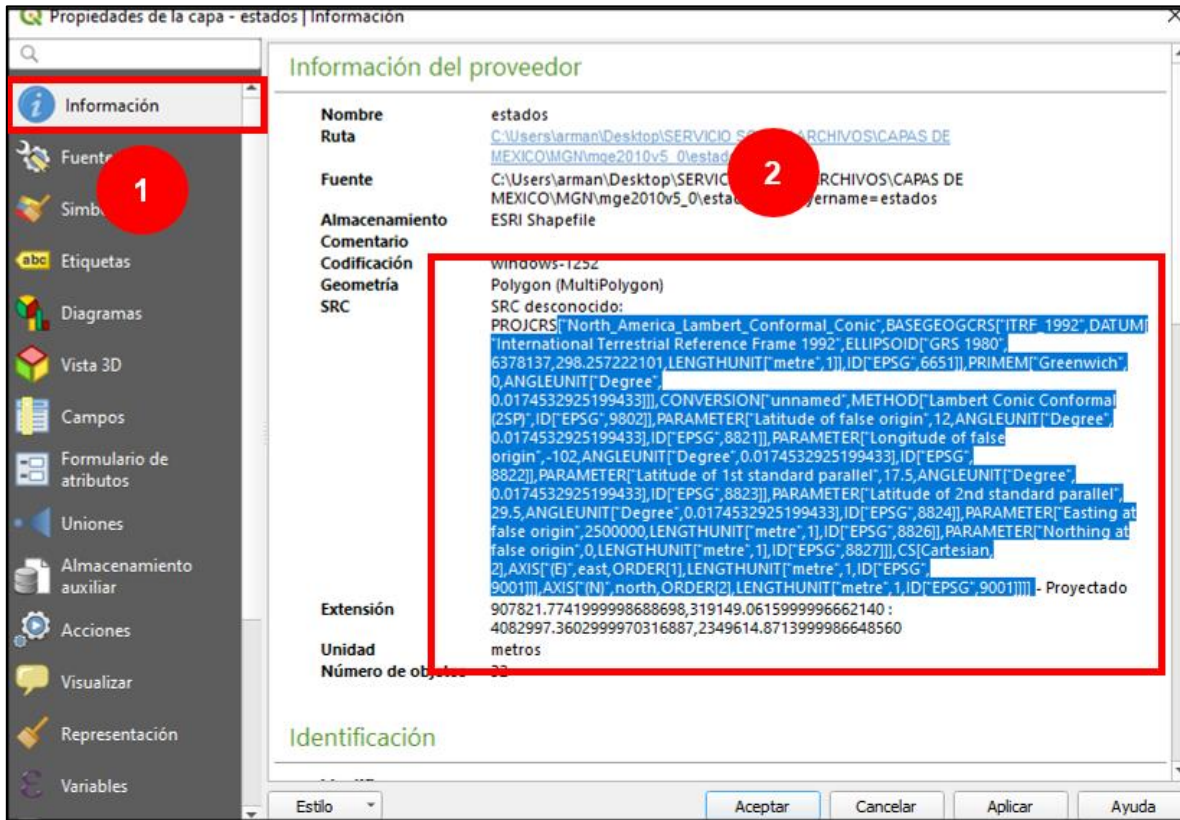 Propiedades de la capa - estados | Información
Información
Simb
Etiquetas
Diagramas
Vista 3D
Campos
Formulario de
atributos
Uniones
Almacenamiento
auxiliar
Acciones
Visualizar
Representación
Variables
1
2
Información del proveedor
Nombre estados
Ruta C:\Users\arman\Desktop\SERVICIO ARCHIVOS\CAPAS DE
MEXICO\MGN\mge2010v5_0\estad
Fuente C:\Users\arman\Desktop\SERVIC RCHIVOS\CAPAS DE
MEXICO\MGN\mge2010v5_0\estad yername=estados
Almacenamiento ESRI Shapefile
Comentario
Codificación windows-1252
Geometría Polygon (MultiPolygon)
SRC SRC desconocido:
PROJCRS["North_America_Lambert_Conformal_Conic",BASEGEOGCRS["ITRF_1992",DATUM[
"International Terrestrial Reference Frame 1992",ELLIPSOID["GRS 1980",
6378137,298.257222101,LENGTHUNIT["metre",1]],ID["EPSG",6651]],PRIMEM["Greenwich",
0,ANGLEUNIT["Degree",
0.0174532925199433]]],CONVERSION["unnamed",METHOD["Lambert Conic Conformal
(2SP)",ID["EPSG",9802]],PARAMETER["Latitude of false origin",12,ANGLEUNIT["Degree",
0.0174532925199433],ID["EPSG",8821]],PARAMETER["Longitude of false
origin",-102,ANGLEUNIT["Degree",0.0174532925199433],ID["EPSG",
8822]],PARAMETER["Latitude of 1st standard parallel",17.5,ANGLEUNIT["Degree",
0.0174532925199433],ID["EPSG",8823]],PARAMETER["Latitude of 2nd standard parallel",
29.5,ANGLEUNIT["Degree",0.0174532925199433],ID["EPSG",8824]],PARAMETER["Easting at
false origin",2500000,LENGTHUNIT["metre",1],ID["EPSG",8826]],PARAMETER["Northing at
false origin",0,LENGTHUNIT["metre",1],ID["EPSG",8827]]],CS[Cartesian,
2],AXIS["(E)",east,ORDER[1],LENGTHUNIT["metre",1,ID["EPSG",
9001]]],AXIS["(N)",north,ORDER[2],LENGTHUNIT["metre",1,ID["EPSG",9001]]]] - Proyectado
Extensión 907821.7741999998688698,319149.0615999996662140 :
4082997.3602999970316887,2349614.8713999986648560
Unidad metros
Número de objetos 32
Identificación
Estilo
Aceptar
Cancelar
Aplicar
Ayuda